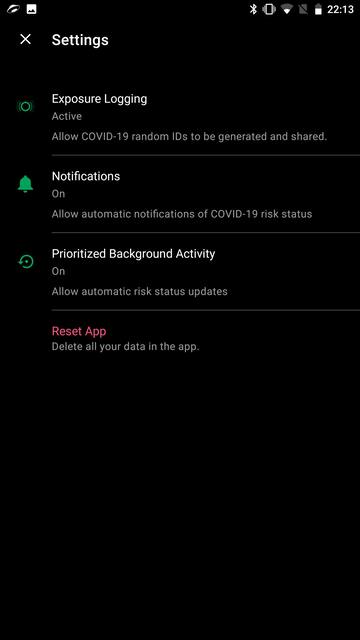 22:13
Settings
Exposure Logging
Active
Allow COVID-19 random IDs to be generated and shared.
Notifications
On
Allow automatic notifications of COVID-19 risk status
Prioritized Background Activity
On
Allow automatic risk status updates
Reset App
Delete all your data in the app.